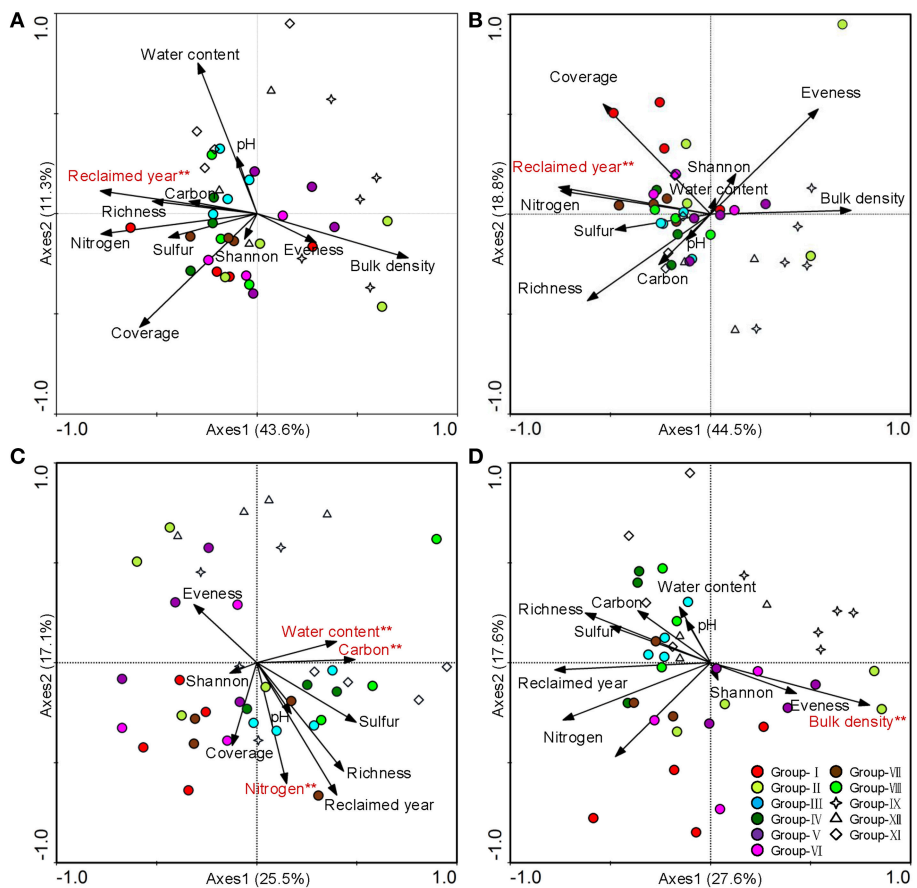 A
1.0
Water content
pH
Reclaimed year**
Carbon
Richness
Nitrogen
Sulfur
Shannon
Eveness
Bulk density
Coverage
Axes2 (11.3%)
-1.0
-1.0
Axes1 (43.6%)
1.0
B
1.0
Coverage
Eveness
Shannon
Reclaimed year**
Water content
Nitrogen
Bulk density
Sulfur
pH
Carbon
Richness
Axes2 (18.8%)
-1.0
-1.0
Axes1 (44.5%)
1.0
C
1.0
Eveness
Water content**
Carbon**
Shannon
pH
Sulfur
Coverage
Richness
Nitrogen**
Reclaimed year
Axes2 (17.1%)
-1.0
-1.0
Axes1 (25.5%)
1.0
D
1.0
Water content
Carbon
Richness
Sulfur
pH
Reclaimed year
Shannon
Eveness
Bulk density**
Nitrogen
Axes2 (17.6%)
-1.0
-1.0
Axes1 (27.6%)
1.0
Group-Ⅰ
Group-Ⅱ
Group-Ⅲ
Group-Ⅳ
Group-Ⅴ
Group-Ⅵ
Group-Ⅶ
Group-Ⅷ
Group-Ⅸ
Group-Ⅻ
Group-Ⅺ